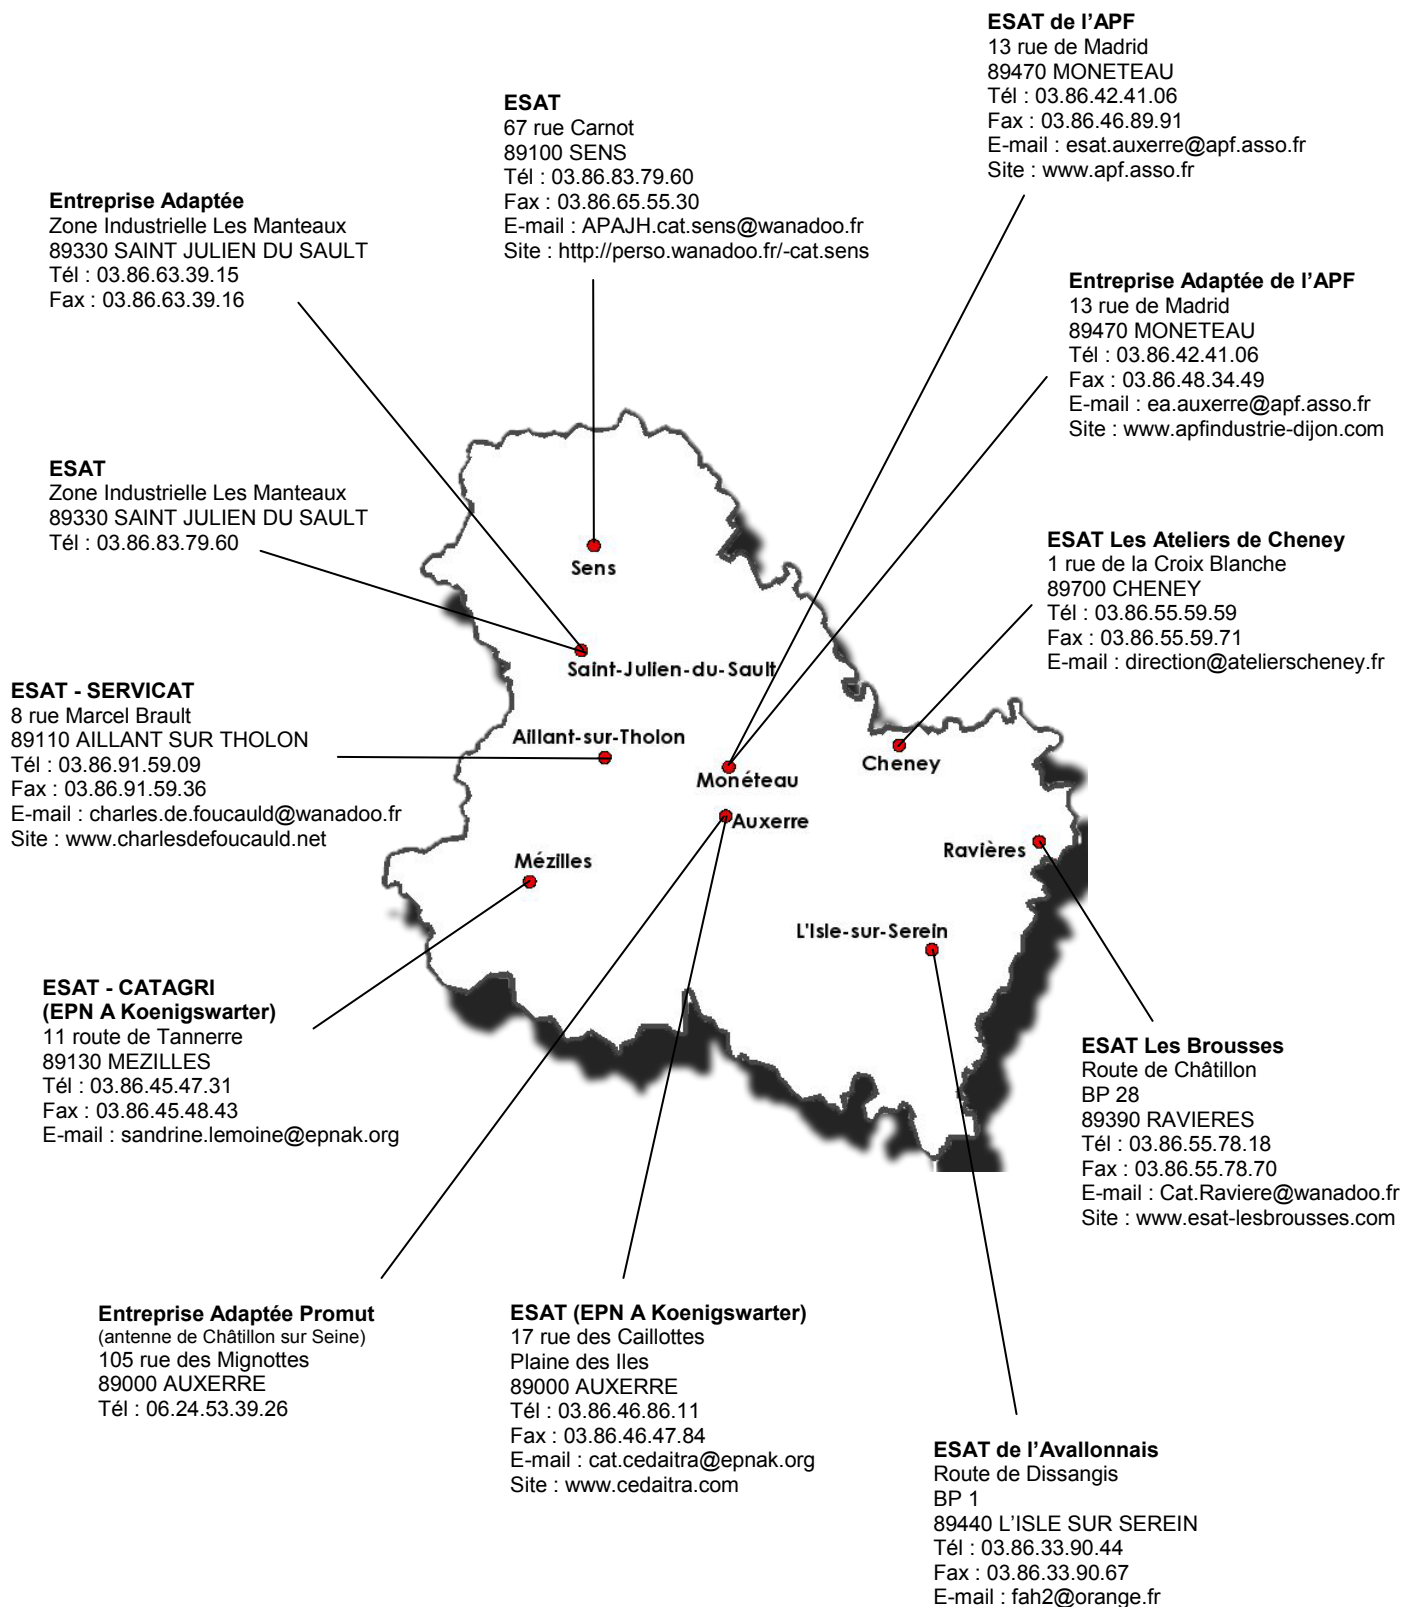 ESAT de l’APF
13 rue de Madrid
89470 MONETEAU
Tél : 03.86.42.41.06
Fax : 03.86.46.89.91
E-mail : esat.auxerre@apf.asso.fr
Site : www.apf.asso.fr
ESAT
67 rue Carnot
89100 SENS
Tél : 03.86.83.79.60
Fax : 03.86.65.55.30
E-mail : APAJH.cat.sens@wanadoo.fr
Site : http://perso.wanadoo.fr/-cat.sens
Entreprise Adaptée
Zone Industrielle Les Manteaux
89330 SAINT JULIEN DU SAULT
Tél : 03.86.63.39.15
Fax : 03.86.63.39.16
Entreprise Adaptée de l’APF
13 rue de Madrid
89470 MONETEAU
Tél : 03.86.42.41.06
Fax : 03.86.48.34.49
E-mail : ea.auxerre@apf.asso.fr
Site : www.apfindustrie-dijon.com
ESAT
Zone Industrielle Les Manteaux
89330 SAINT JULIEN DU SAULT
Tél : 03.86.83.79.60
ESAT Les Ateliers de Cheney
1 rue de la Croix Blanche
89700 CHENEY
Tél : 03.86.55.59.59
Fax : 03.86.55.59.71
E-mail : direction@atelierscheney.fr
Sens
Saint-Julien-du-Sault
Aillant-sur-Tholon
Monéteau
Cheney
Auxerre
Ravières
Mézilles
L'Isle-sur-Serein
ESAT - SERVICAT
8 rue Marcel Brault
89110 AILLANT SUR THOLON
Tél : 03.86.91.59.09
Fax : 03.86.91.59.36
E-mail : charles.de.foucauld@wanadoo.fr
Site : www.charlesdefoucauld.net
ESAT - CATAGRI
(EPN A Koenigswarter)
11 route de Tannerre
89130 MEZILLES
Tél : 03.86.45.47.31
Fax : 03.86.45.48.43
E-mail : sandrine.lemoine@epnak.org
ESAT Les Brousses
Route de Châtillon
BP 28
89390 RAVIERES
Tél : 03.86.55.78.18
Fax : 03.86.55.78.70
E-mail : Cat.Raviere@wanadoo.fr
Site : www.esat-lesbrousses.com
Entreprise Adaptée Promut
(antenne de Châtillon sur Seine)
105 rue des Mignottes
89000 AUXERRE
Tél : 06.24.53.39.26
ESAT (EPN A Koenigswarter)
17 rue des Caillottes
Plaine des Iles
89000 AUXERRE
Tél : 03.86.46.86.11
Fax : 03.86.46.47.84
E-mail : cat.cedaitra@epnak.org
Site : www.cedaitra.com
ESAT de l’Avallonnais
Route de Dissangis
BP 1
89440 L’ISLE SUR SEREIN
Tél : 03.86.33.90.44
Fax : 03.86.33.90.67
E-mail : fah2@orange.fr